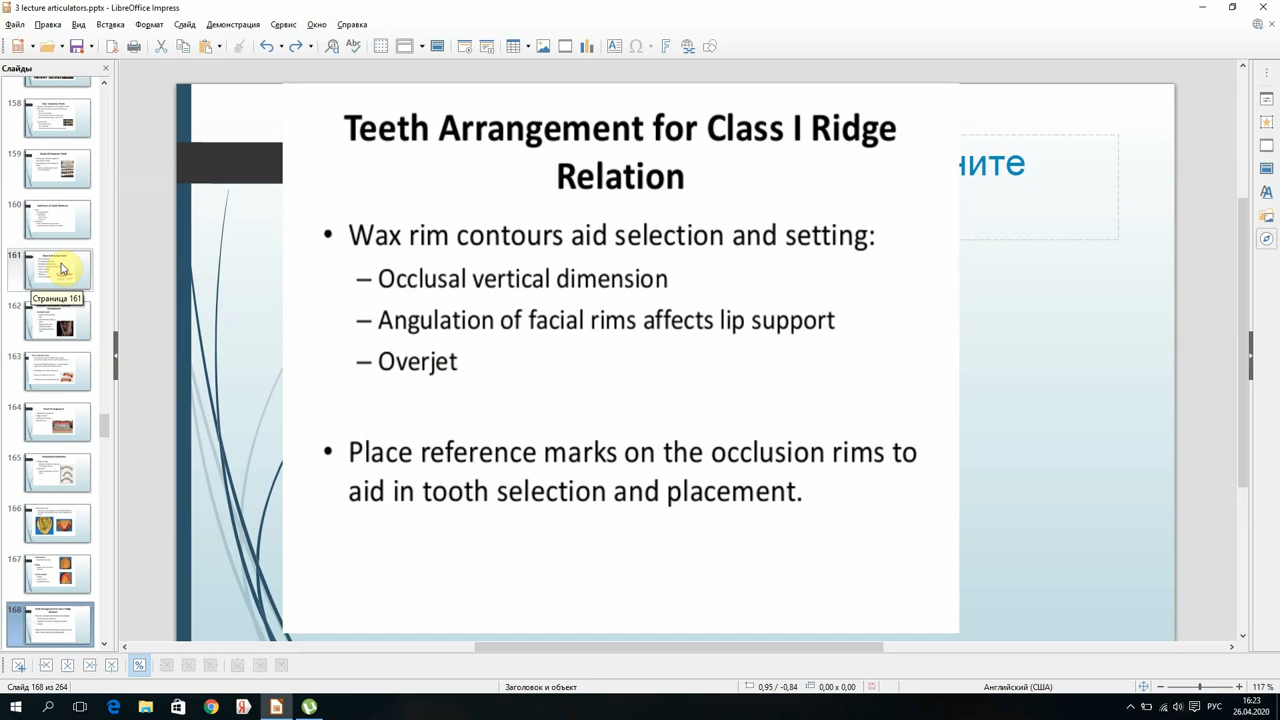 3 lecture articulators.pptx - LibreOffice Impress
Файл Правка Вид Вставка Формат Слайд Демонстрация Сервис Окно Справка
Слайды
158
159
160
161
Страница 161
162
163
164
165
166
167
168
Teeth Arrangement for Class I Ridge
Relation
ните
• Wax rim contours aid selection and setting:
– Occlusal vertical dimension
– Angulation of facial rims affects lip support
– Overjet
• Place reference marks on the occlusion rims to
aid in tooth selection and placement.
Слайд 168 из 264 Заголовок и объект 0,95 / -0,84 0,00 x 0,00 Английский (США) 117 %
РУС 16:23
26.04.2020